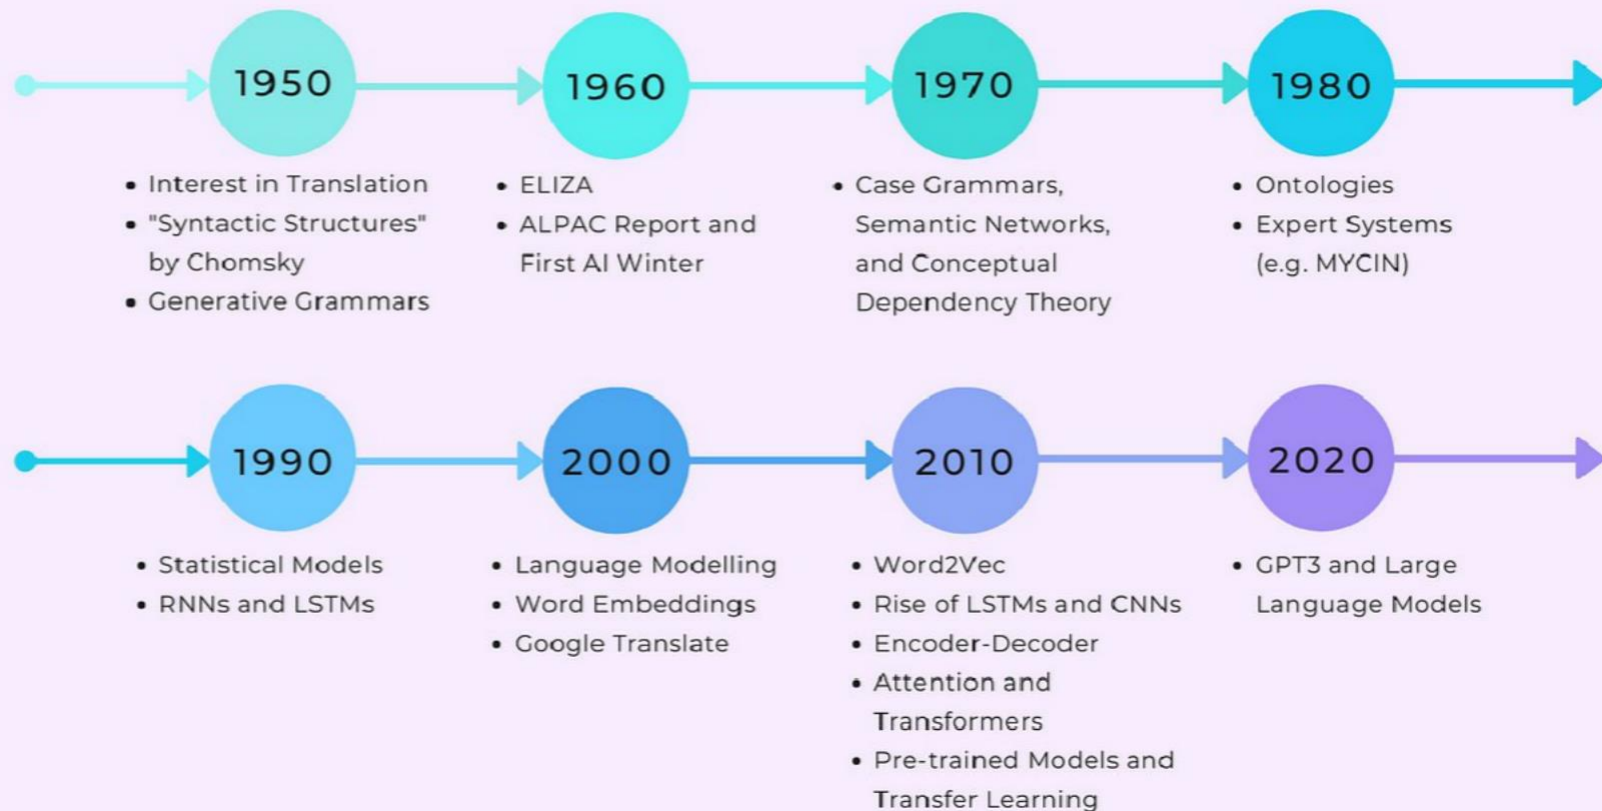 1950
1960
1970
1980
• Interest in Translation
• "Syntactic Structures"
by Chomsky
• Generative Grammars
• ELIZA
• ALPAC Report and
First AI Winter
• Case Grammars,
Semantic Networks,
and Conceptual
Dependency Theory
• Ontologies
• Expert Systems
(e.g. MYCIN)
1990
2000
2010
2020
• Statistical Models
• RNNs and LSTMs
• Language Modelling
• Word Embeddings
• Google Translate
• Word2Vec
• Rise of LSTMs and CNNs
• Encoder-Decoder
• Attention and
Transformers
• Pre-trained Models and
Transfer Learning
• GPT3 and Large
Language Models